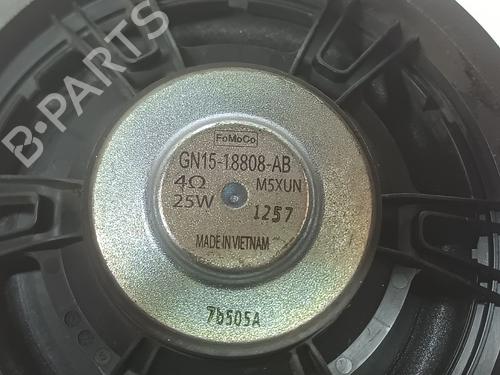 B-PARTS
FoMoCo
GN15-18808-AB
4Ω M5XUN
25W 1257
MADE IN VIETNAM
7b505A